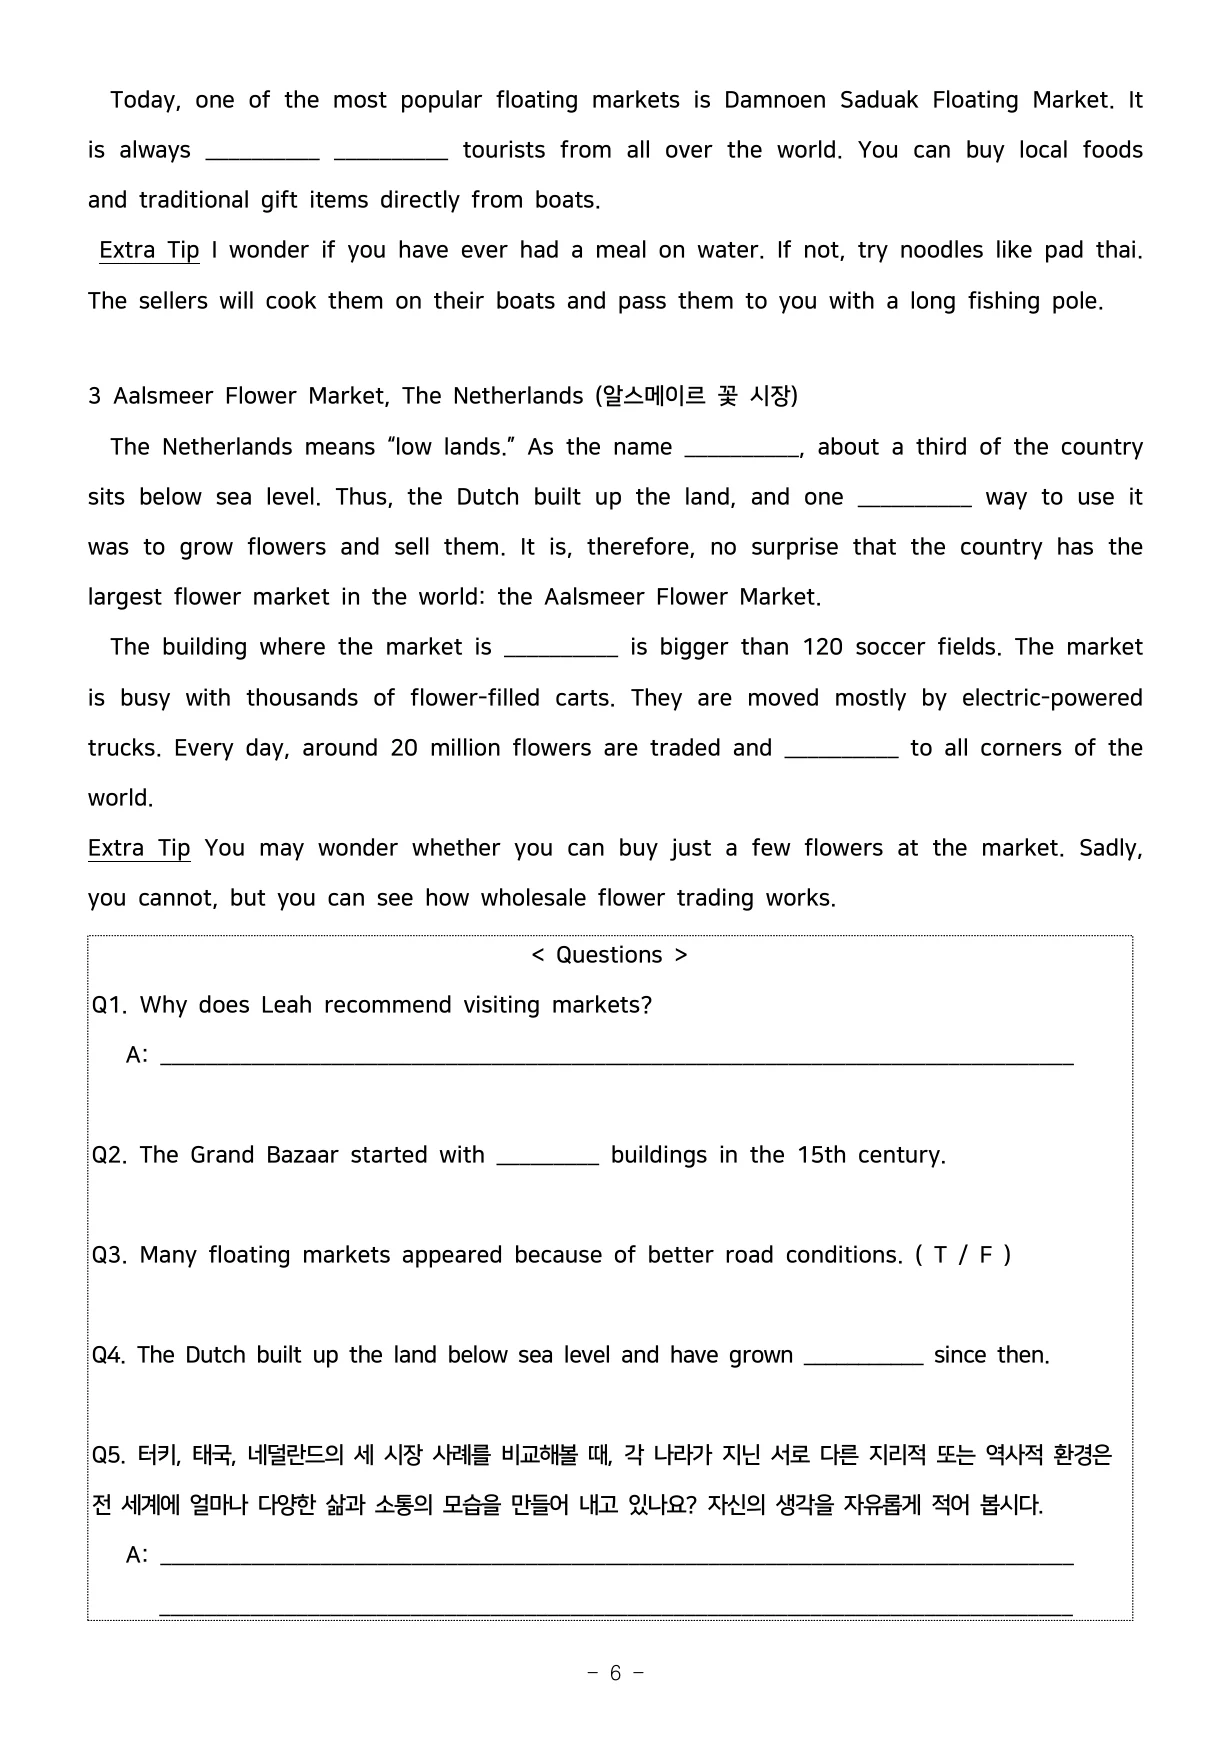 Today, one of the most popular floating markets is Damnoen Saduak Floating Market. It
is always __________ __________ tourists from all over the world. You can buy local foods
and traditional gift items directly from boats.
Extra Tip I wonder if you have ever had a meal on water. If not, try noodles like pad thai.
The sellers will cook them on their boats and pass them to you with a long fishing pole.
3 Aalsmeer Flower Market, The Netherlands (알스메이르 꽃 시장)
The Netherlands means “low lands.” As the name __________, about a third of the country
sits below sea level. Thus, the Dutch built up the land, and one __________ way to use it
was to grow flowers and sell them. It is, therefore, no surprise that the country has the
largest flower market in the world: the Aalsmeer Flower Market.
The building where the market is __________ is bigger than 120 soccer fields. The market
is busy with thousands of flower-filled carts. They are moved mostly by electric-powered
trucks. Every day, around 20 million flowers are traded and __________ to all corners of the
world.
Extra Tip You may wonder whether you can buy just a few flowers at the market. Sadly,
you cannot, but you can see how wholesale flower trading works.
< Questions >
Q1. Why does Leah recommend visiting markets?
A: ________________________________________________________________________________
Q2. The Grand Bazaar started with _________ buildings in the 15th century.
Q3. Many floating markets appeared because of better road conditions. ( T / F )
Q4. The Dutch built up the land below sea level and have grown ___________ since then.
Q5. 터키, 태국, 네덜란드의 세 시장 사례를 비교해볼 때, 각 나라가 지닌 서로 다른 지리적 또는 역사적 환경은
전 세계에 얼마나 다양한 삶과 소통의 모습을 만들어 내고 있나요? 자신의 생각을 자유롭게 적어 봅시다.
A: ________________________________________________________________________________
________________________________________________________________________________
- 6 -